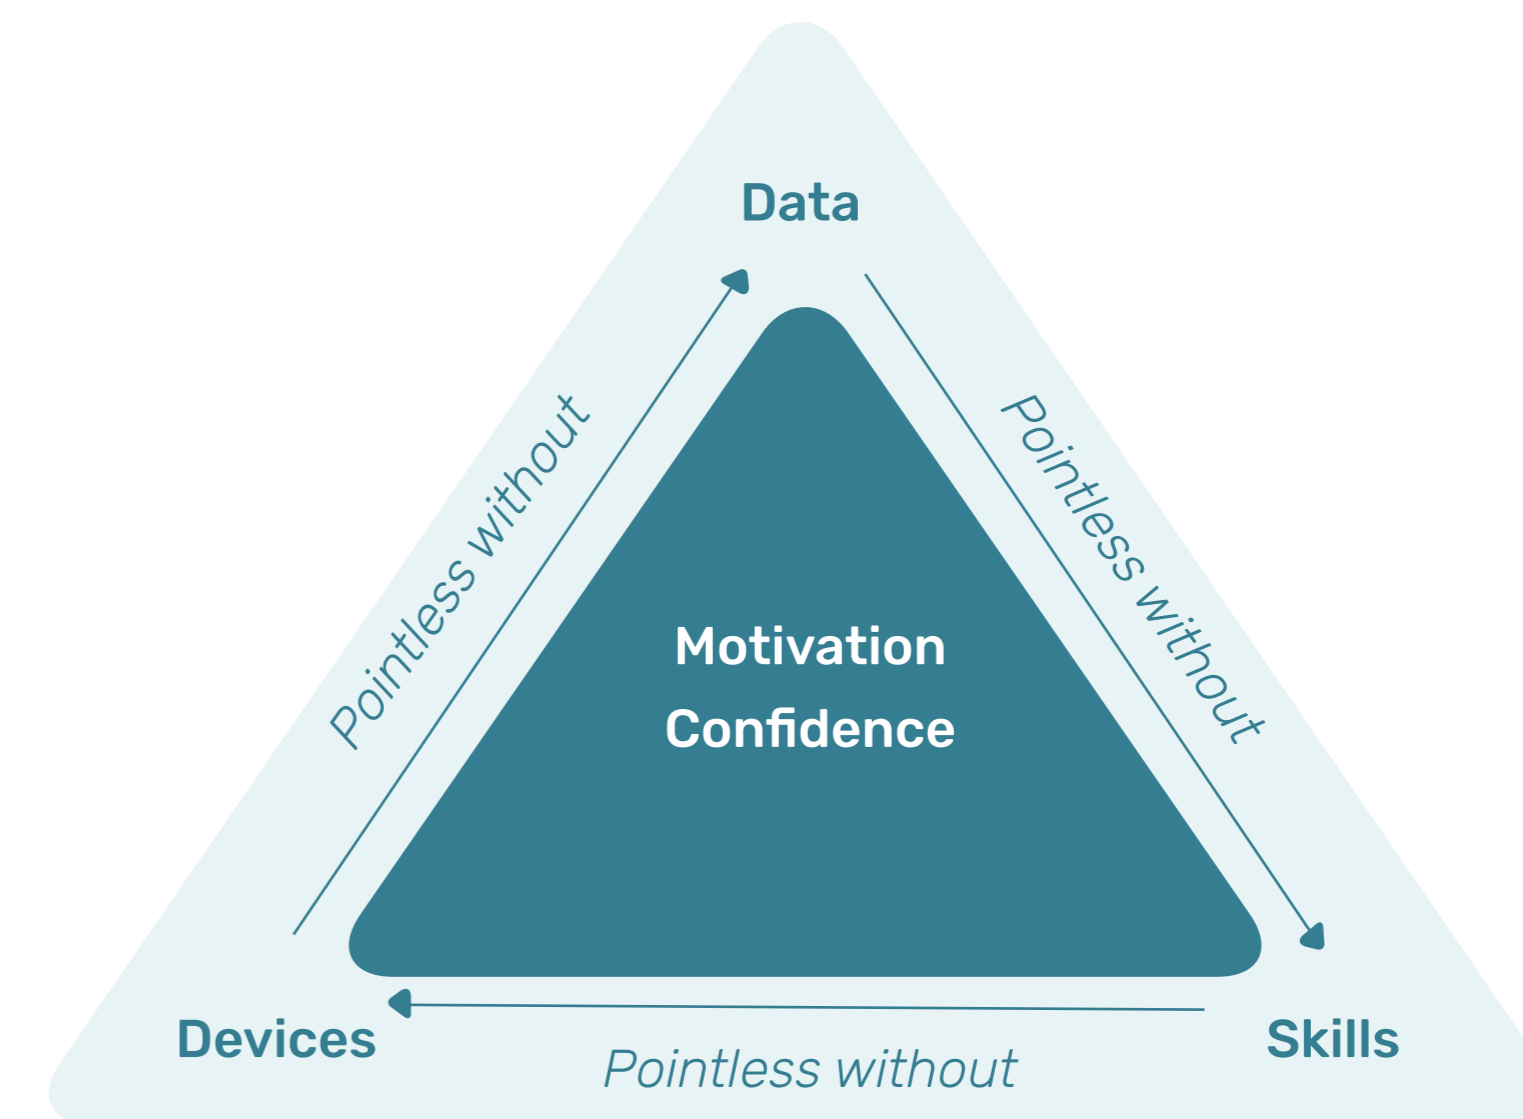 Data
Pointless without
Pointless without
Motivation
Confidence
Devices
Skills
Pointless without